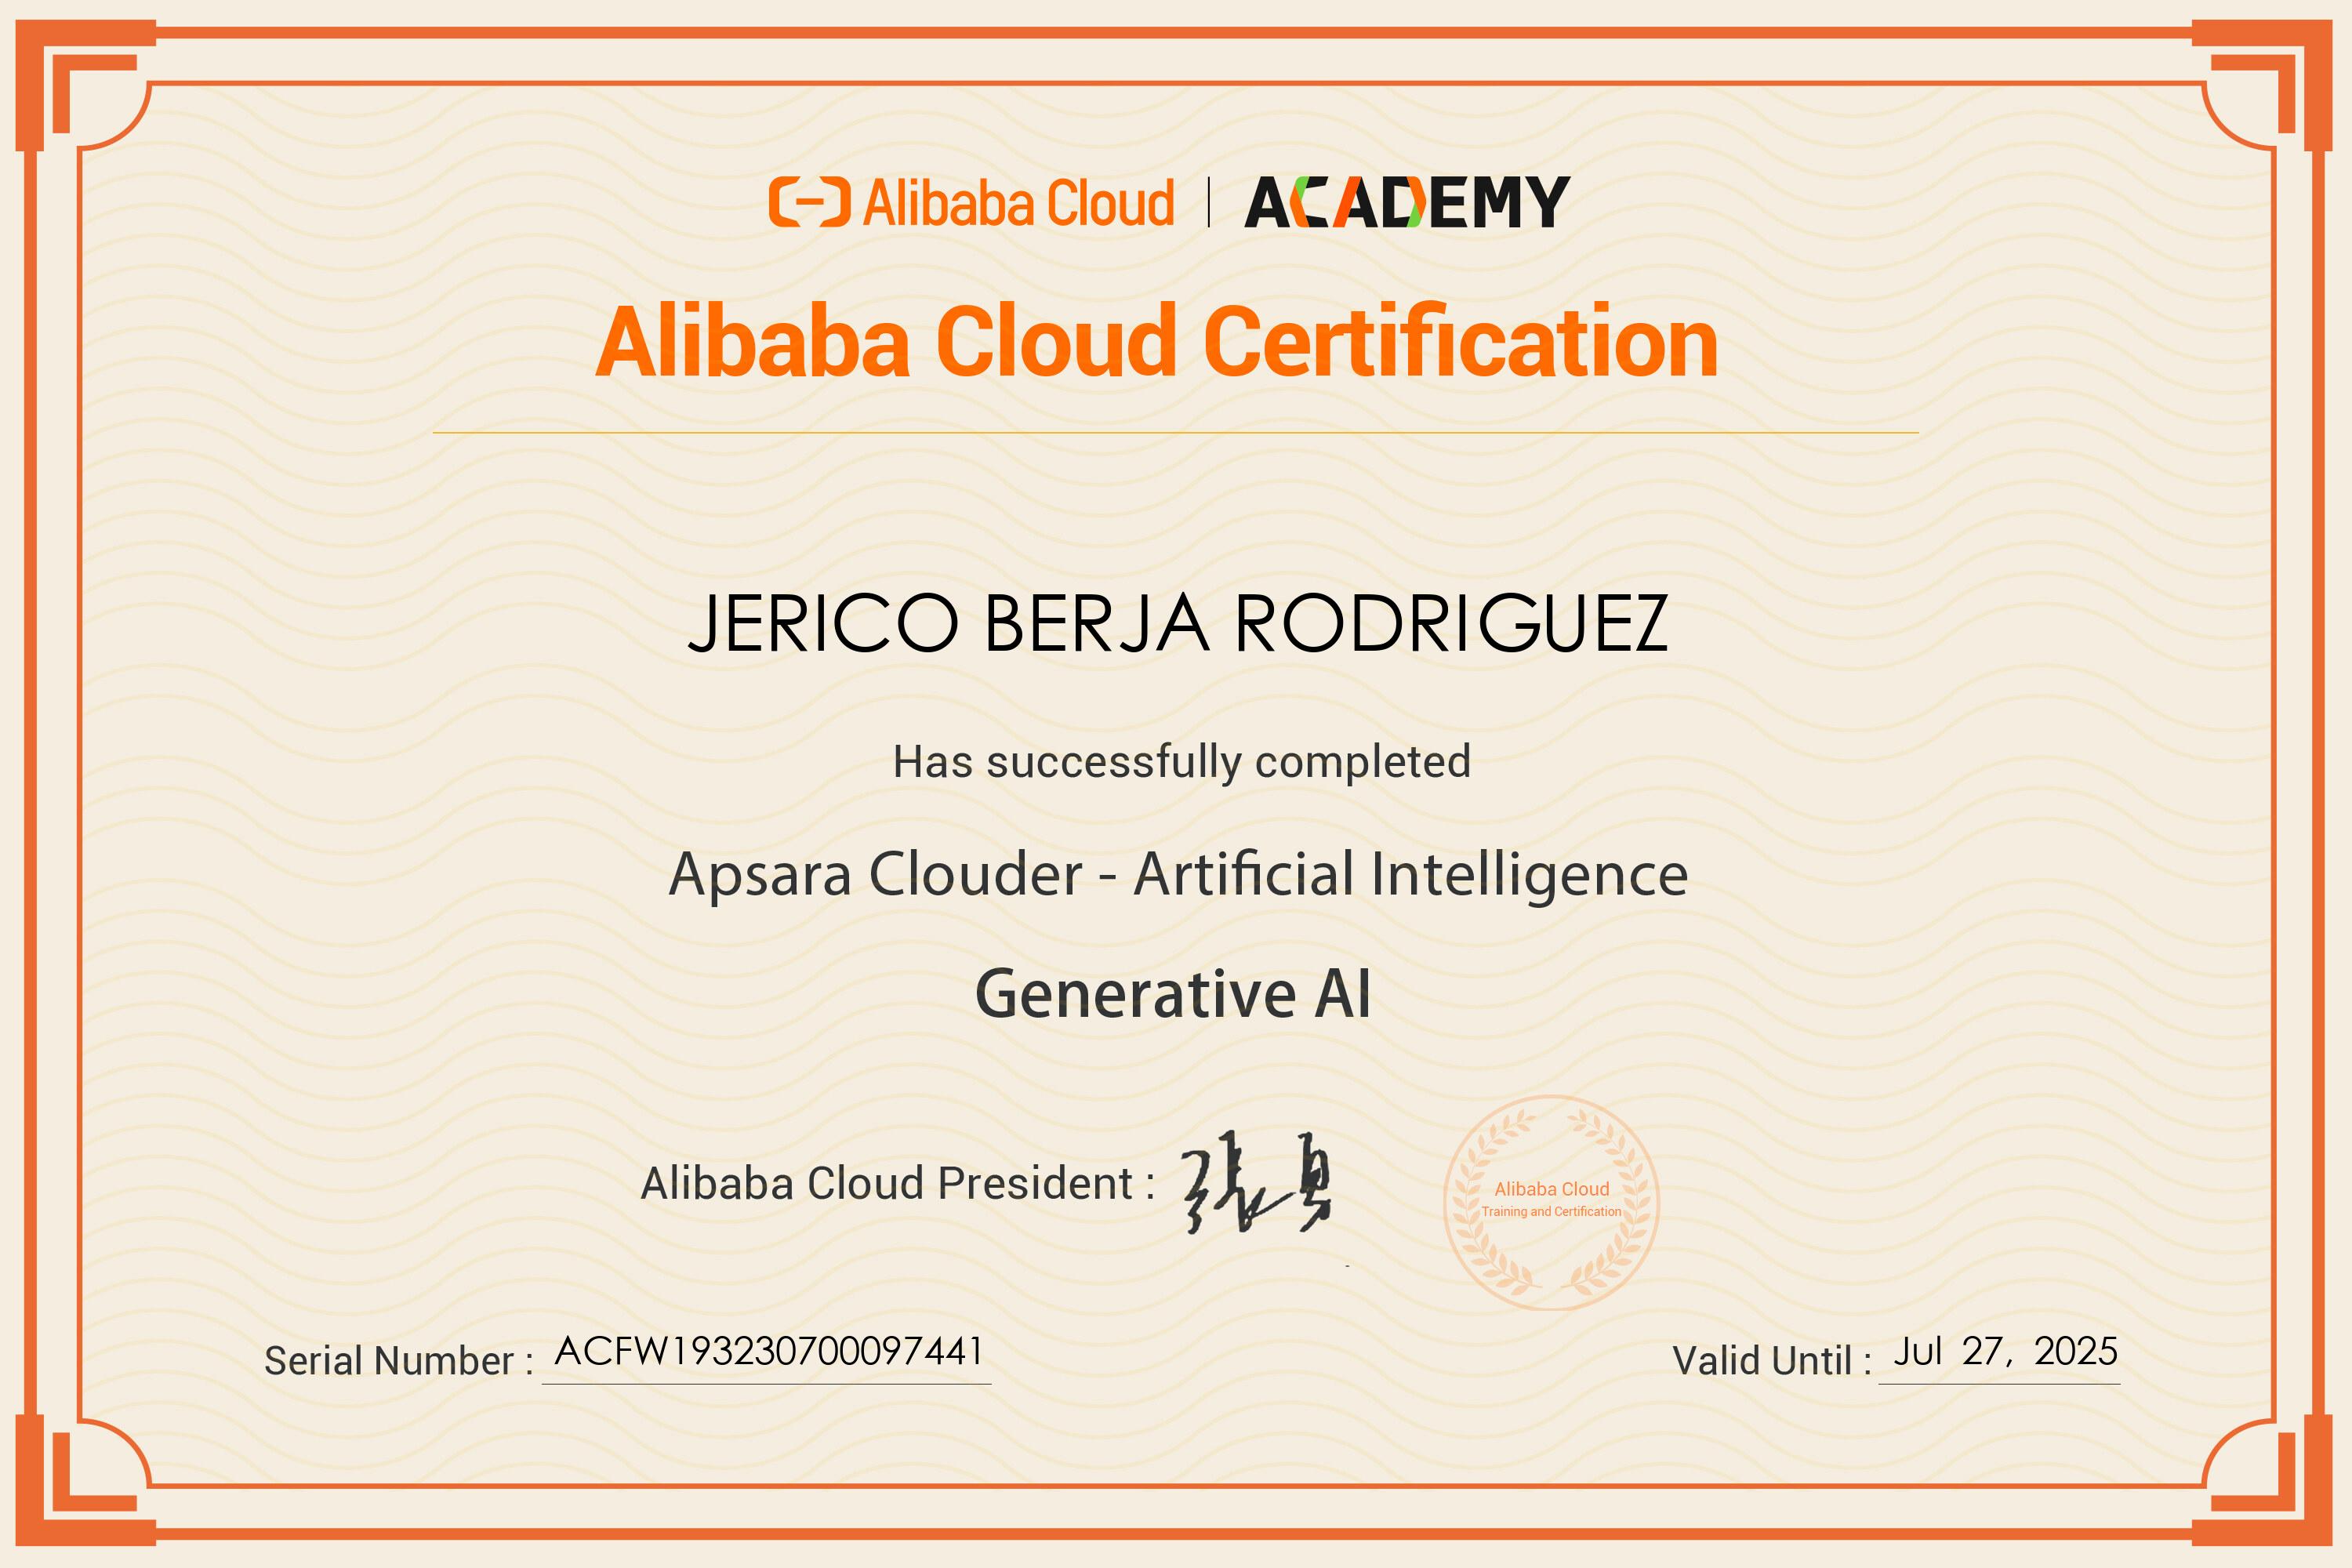 Alibaba Cloud | ACADEMY
Alibaba Cloud Certification
JERICO BERJA RODRIGUEZ
Has successfully completed
Apsara Clouder - Artificial Intelligence
Generative AI
Alibaba Cloud President : 张勇
Alibaba Cloud
Training and Certification
Serial Number : ACFW193230700097441
Valid Until : Jul 27, 2025